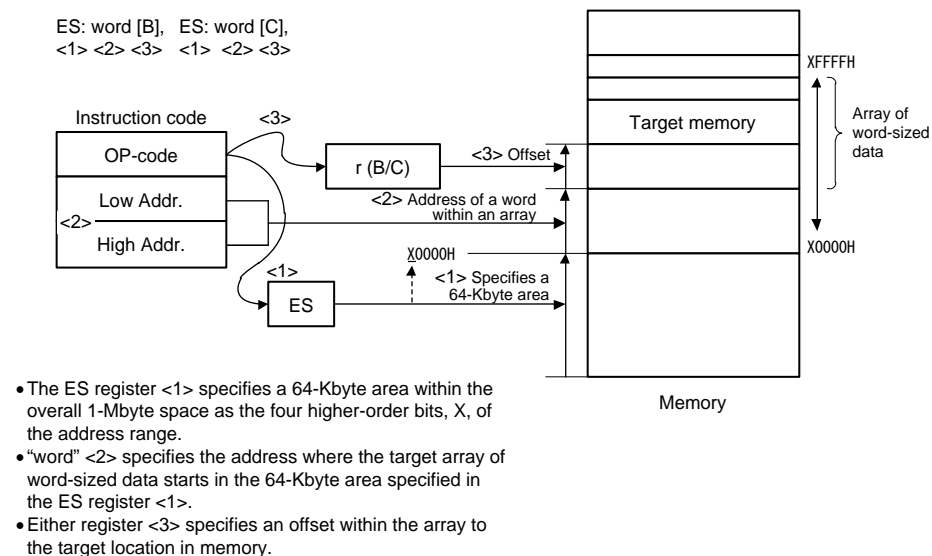 ES: word [B],   ES: word [C],
<1> <2> <3>   <1>  <2> <3>
XFFFFH
Instruction code
<3>
Array of
word-sized
data
Target memory
OP-code
r (B/C)
<3> Offset
Low Addr.
<2> Address of a word
within an array
<2>
High Addr.
X0000H
X0000H
<1>
<1> Specifies a
64-Kbyte area
ES
Memory
• The ES register <1> specifies a 64-Kbyte area within the
overall 1-Mbyte space as the four higher-order bits, X, of
the address range.
• “word” <2> specifies the address where the target array of
word-sized data starts in the 64-Kbyte area specified in
the ES register <1>.
• Either register <3> specifies an offset within the array to
the target location in memory.